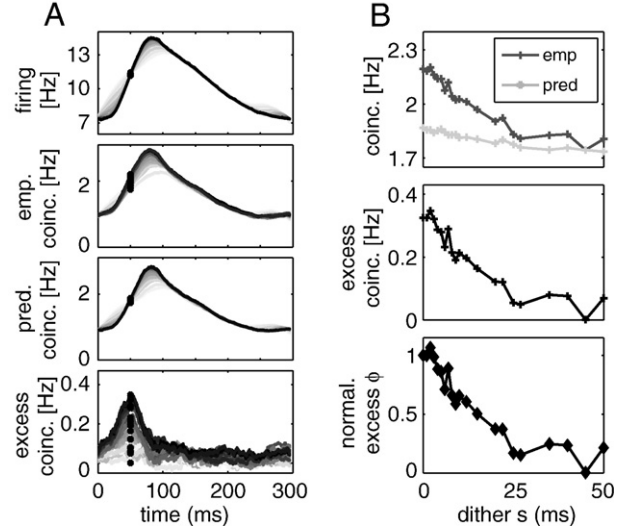 A
firing
[Hz]
13
10
7
emp.
coinc. [Hz]
2
0
pred.
coinc. [Hz]
2
0
excess
coinc. [Hz]
0.4
0.2
0
0
100
200
300
time (ms)
B
coinc. [Hz]
2.3
2
1.7
emp
pred
excess
coinc. [Hz]
0.4
0.2
0
normal.
excess ϕ
1
0.5
0
0
25
50
dither s (ms)